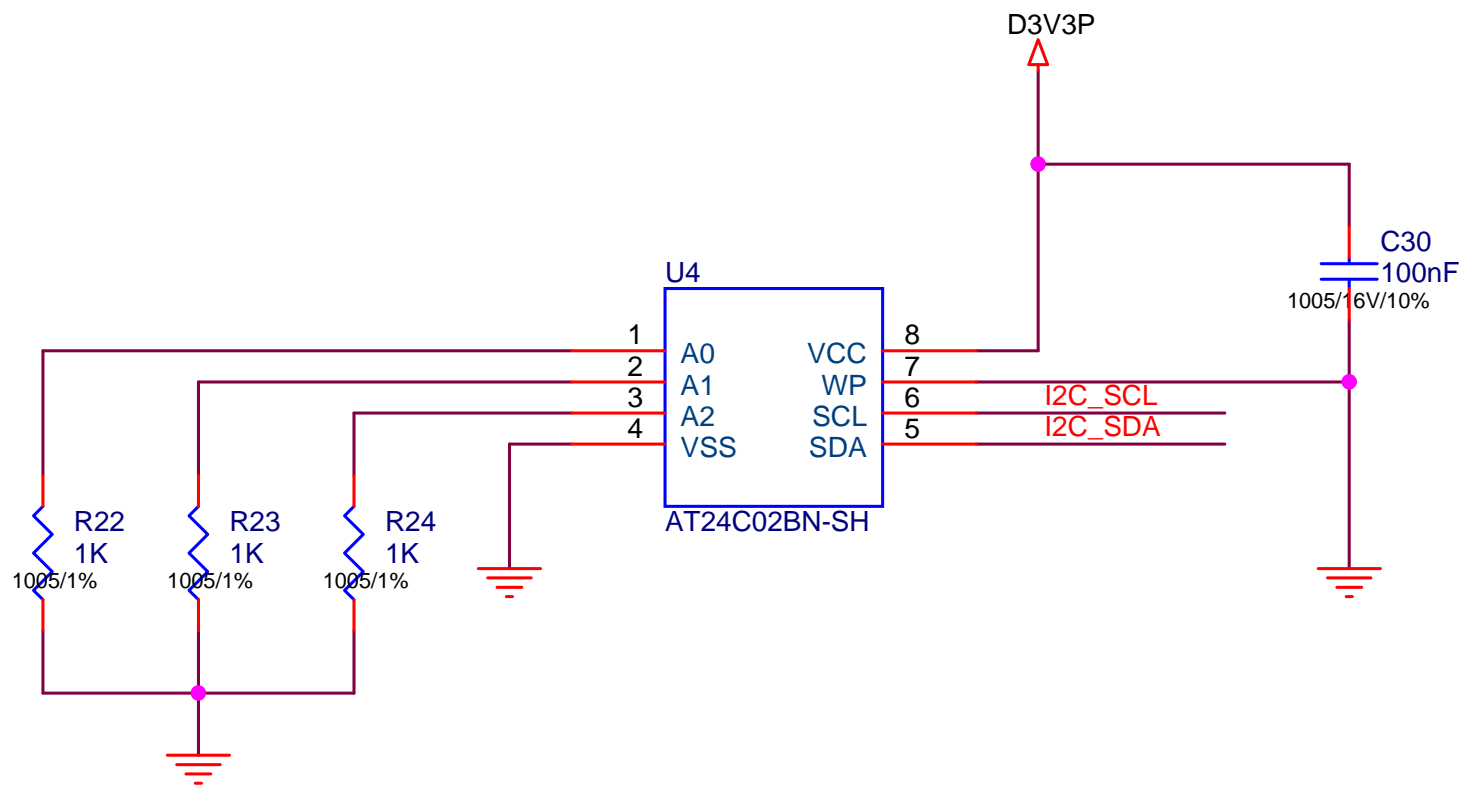 D3V3P
C30
100nF
1005/16V/10%
U4
1
A0
VCC
8
2
A1
WP
7
3
A2
SCL
6
I2C_SCL
4
VSS
SDA
5
I2C_SDA
AT24C02BN-SH
R22
1K
1005/1%
R23
1K
1005/1%
R24
1K
1005/1%